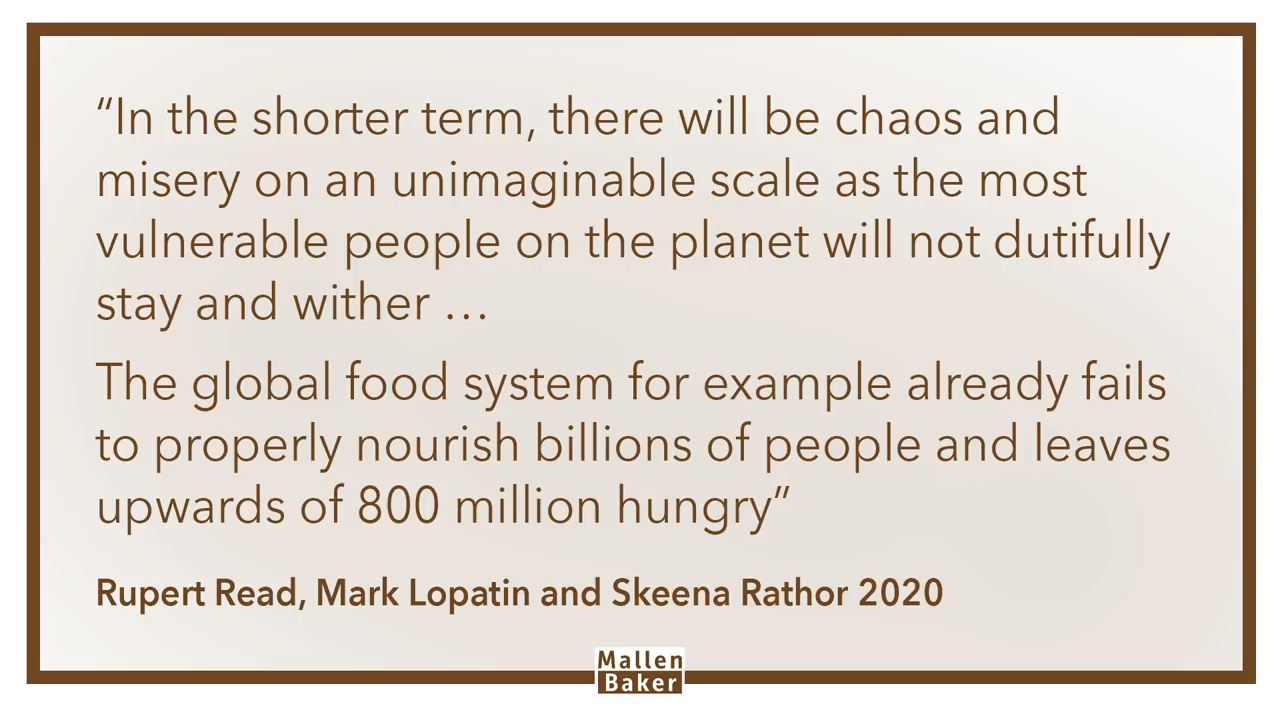 “In the shorter term, there will be chaos and
misery on an unimaginable scale as the most
vulnerable people on the planet will not dutifully
stay and wither …
The global food system for example already fails
to properly nourish billions of people and leaves
upwards of 800 million hungry”
Rupert Read, Mark Lopatin and Skeena Rathor 2020
Mallen
Baker